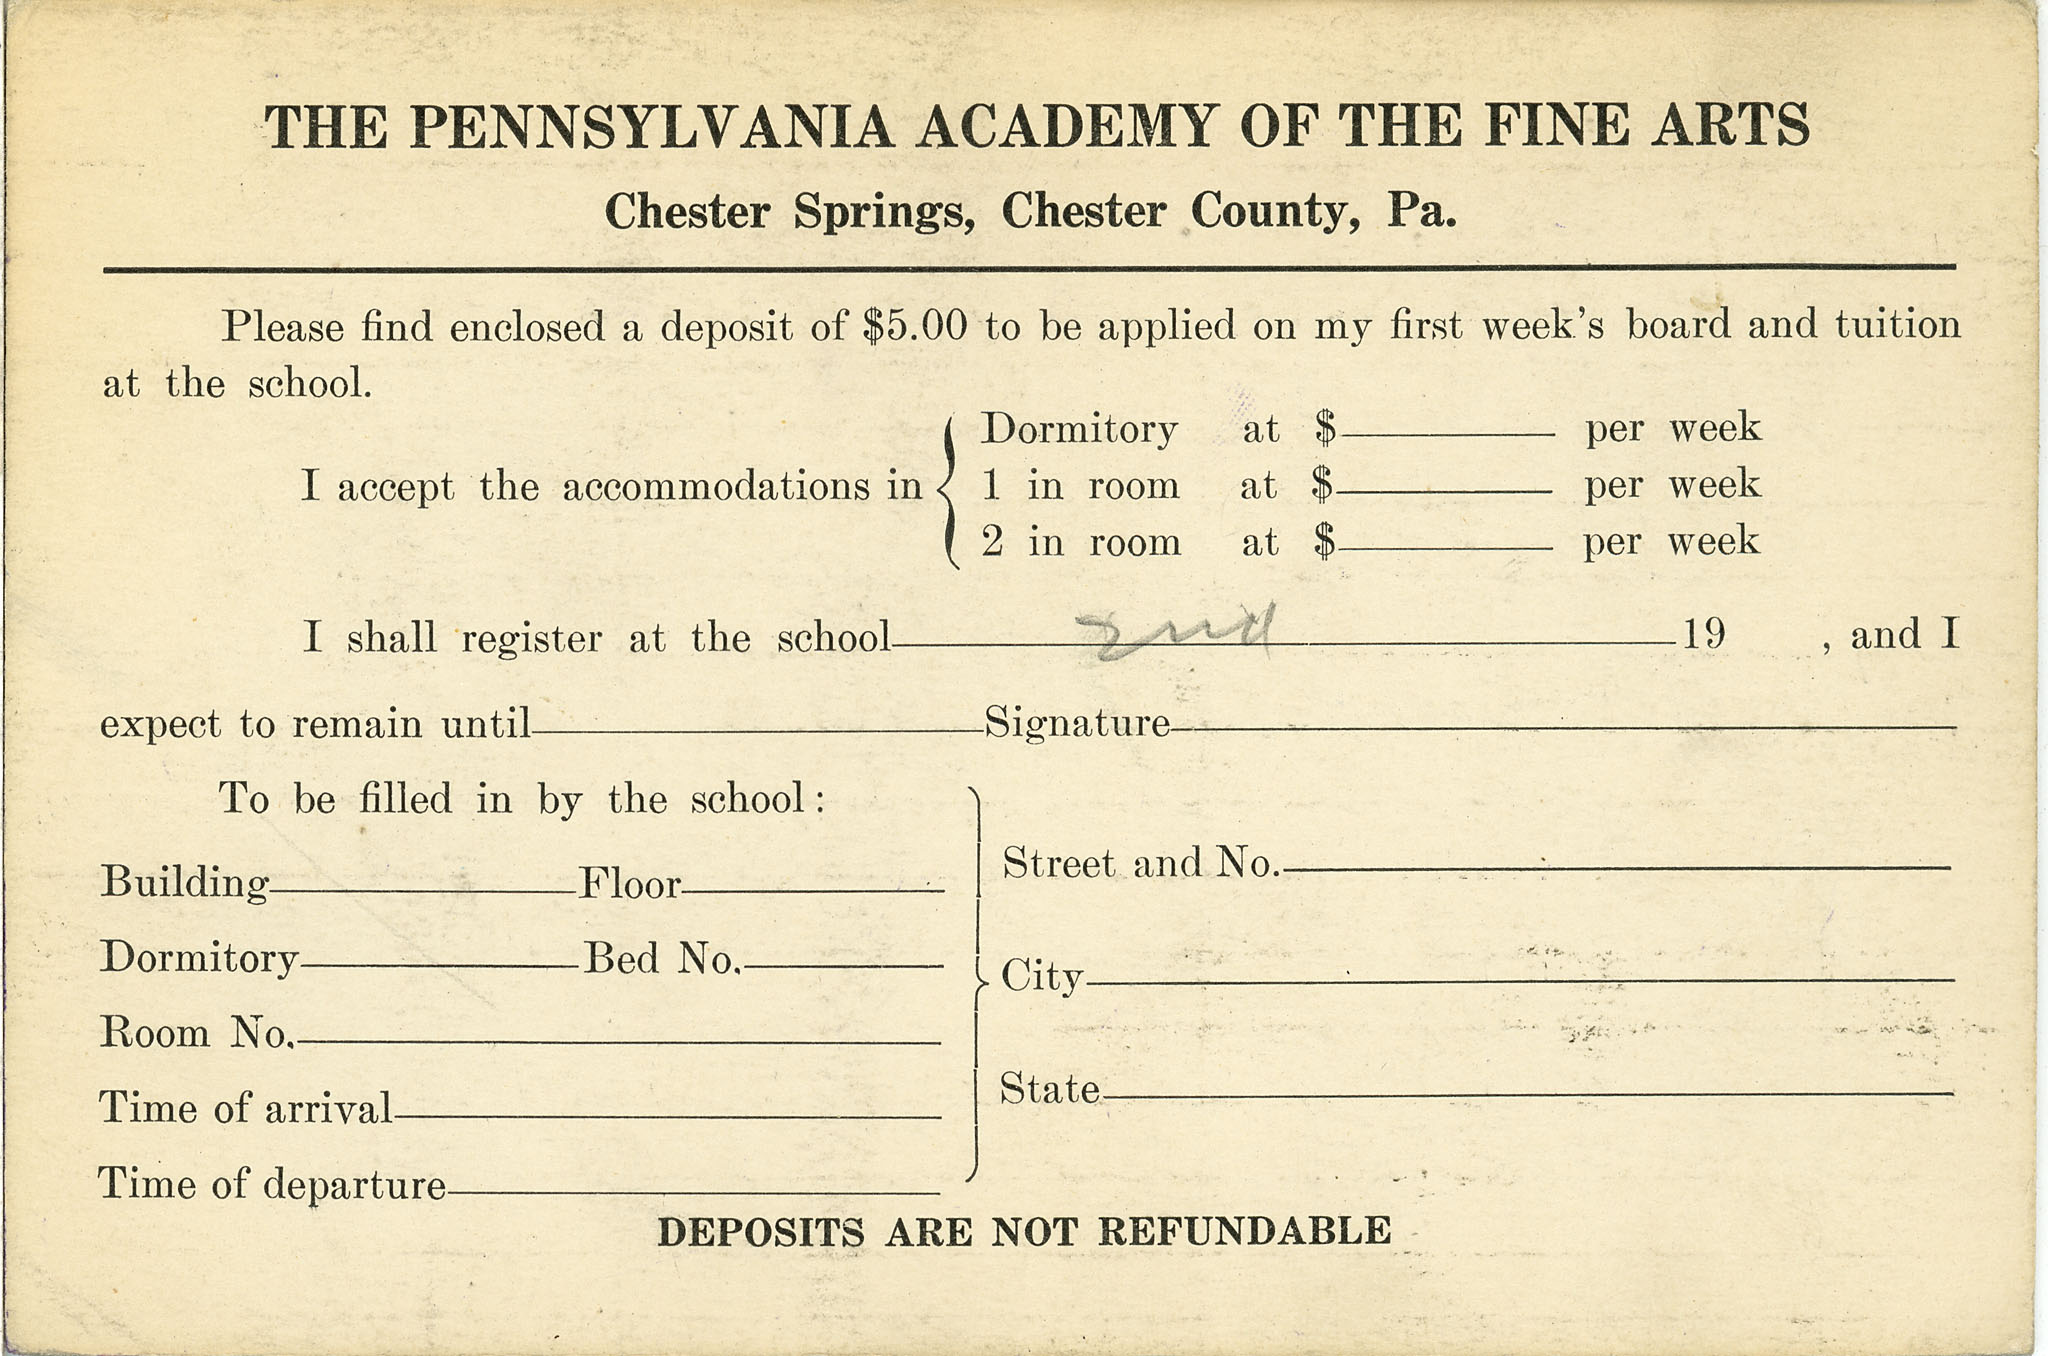 THE PENNSYLVANIA ACADEMY OF THE FINE ARTS
Chester Springs, Chester County, Pa.
Please find enclosed a deposit of $5.00 to be applied on my first week's board and tuition
at the school.
I accept the accommodations in
Dormitory at $ per week
1 in room at $ per week
2 in room at $ per week
I shall register at the school 2nd 19 , and I
expect to remain until Signature
To be filled in by the school:
Building Floor
Dormitory Bed No.
Room No.
Time of arrival
Time of departure
Street and No.
City
State
DEPOSITS ARE NOT REFUNDABLE